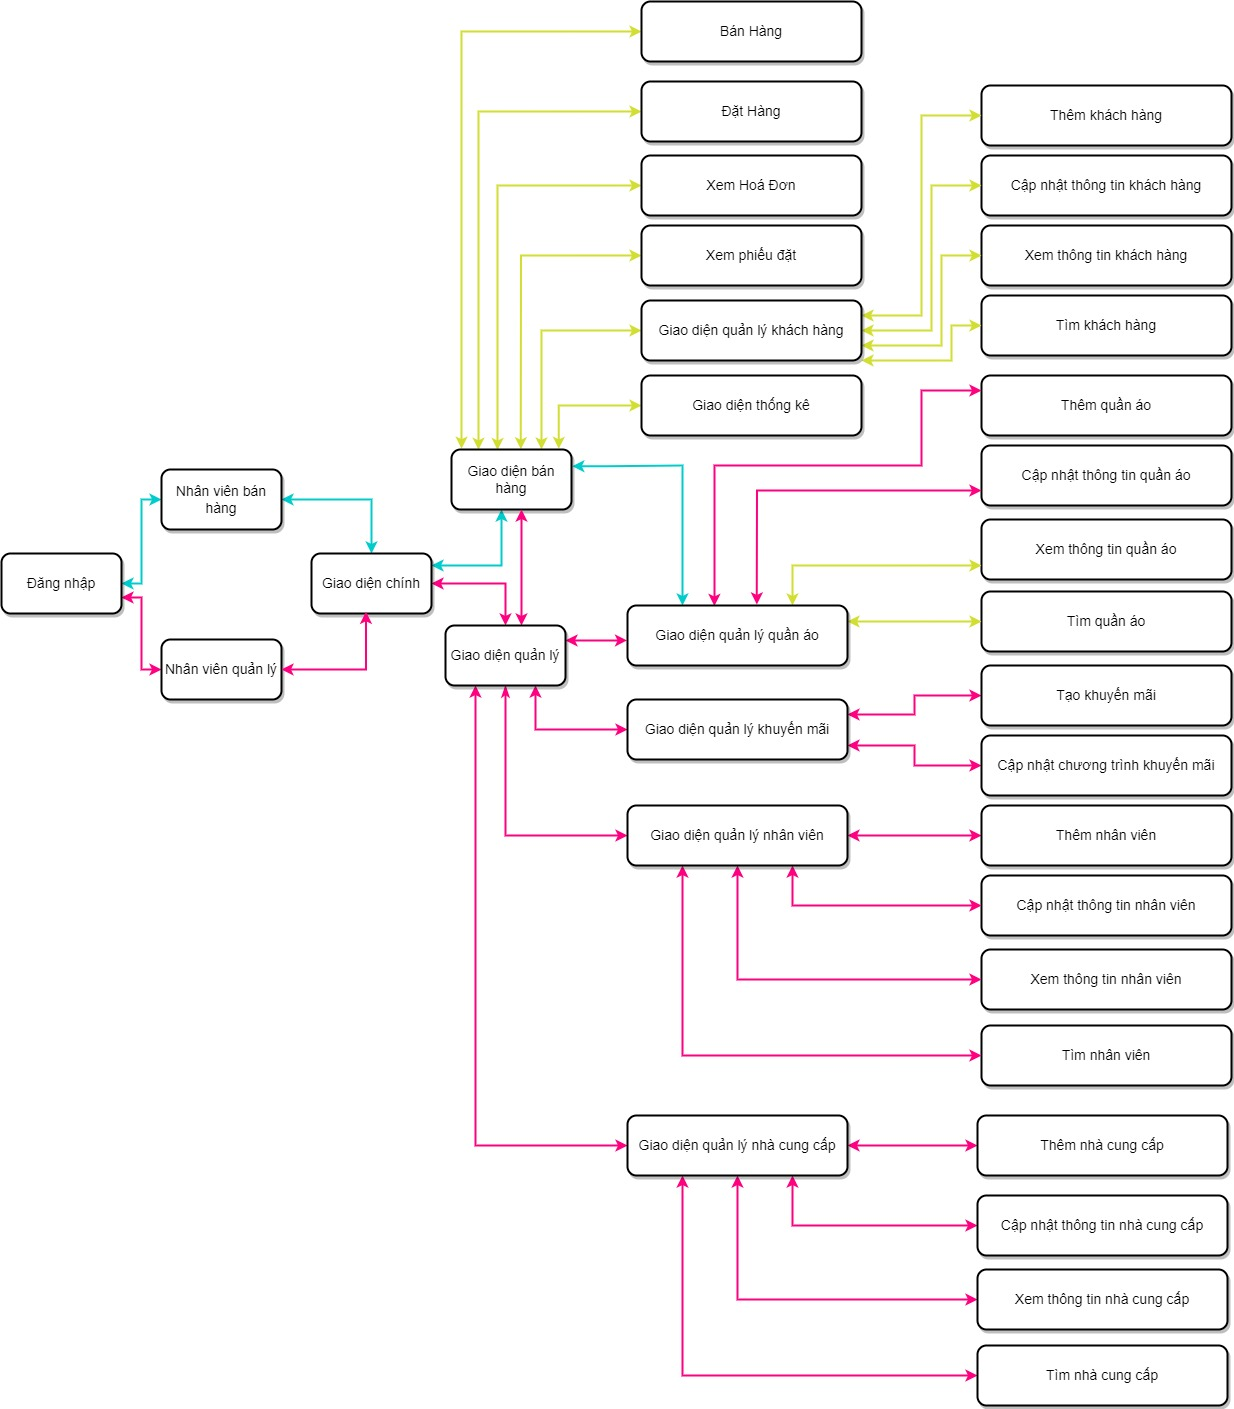 Bán Hàng
Đặt Hàng
Xem Hoá Đơn
Xem phiếu đặt
Giao diện quản lý khách hàng
Giao diện thống kê
Thêm khách hàng
Cập nhật thông tin khách hàng
Xem thông tin khách hàng
Tìm khách hàng
Thêm quần áo
Cập nhật thông tin quần áo
Xem thông tin quần áo
Tìm quần áo
Giao diện bán
hàng
Nhân viên bán
hàng
Đăng nhập
Giao diện chính
Nhân viên quản lý
Giao diện quản lý
Giao diện quản lý quần áo
Giao diện quản lý khuyến mãi
Tạo khuyến mãi
Cập nhật chương trình khuyến mãi
Giao diện quản lý nhân viên
Thêm nhân viên
Cập nhật thông tin nhân viên
Xem thông tin nhân viên
Tìm nhân viên
Giao diện quản lý nhà cung cấp
Thêm nhà cung cấp
Cập nhật thông tin nhà cung cấp
Xem thông tin nhà cung cấp
Tìm nhà cung cấp